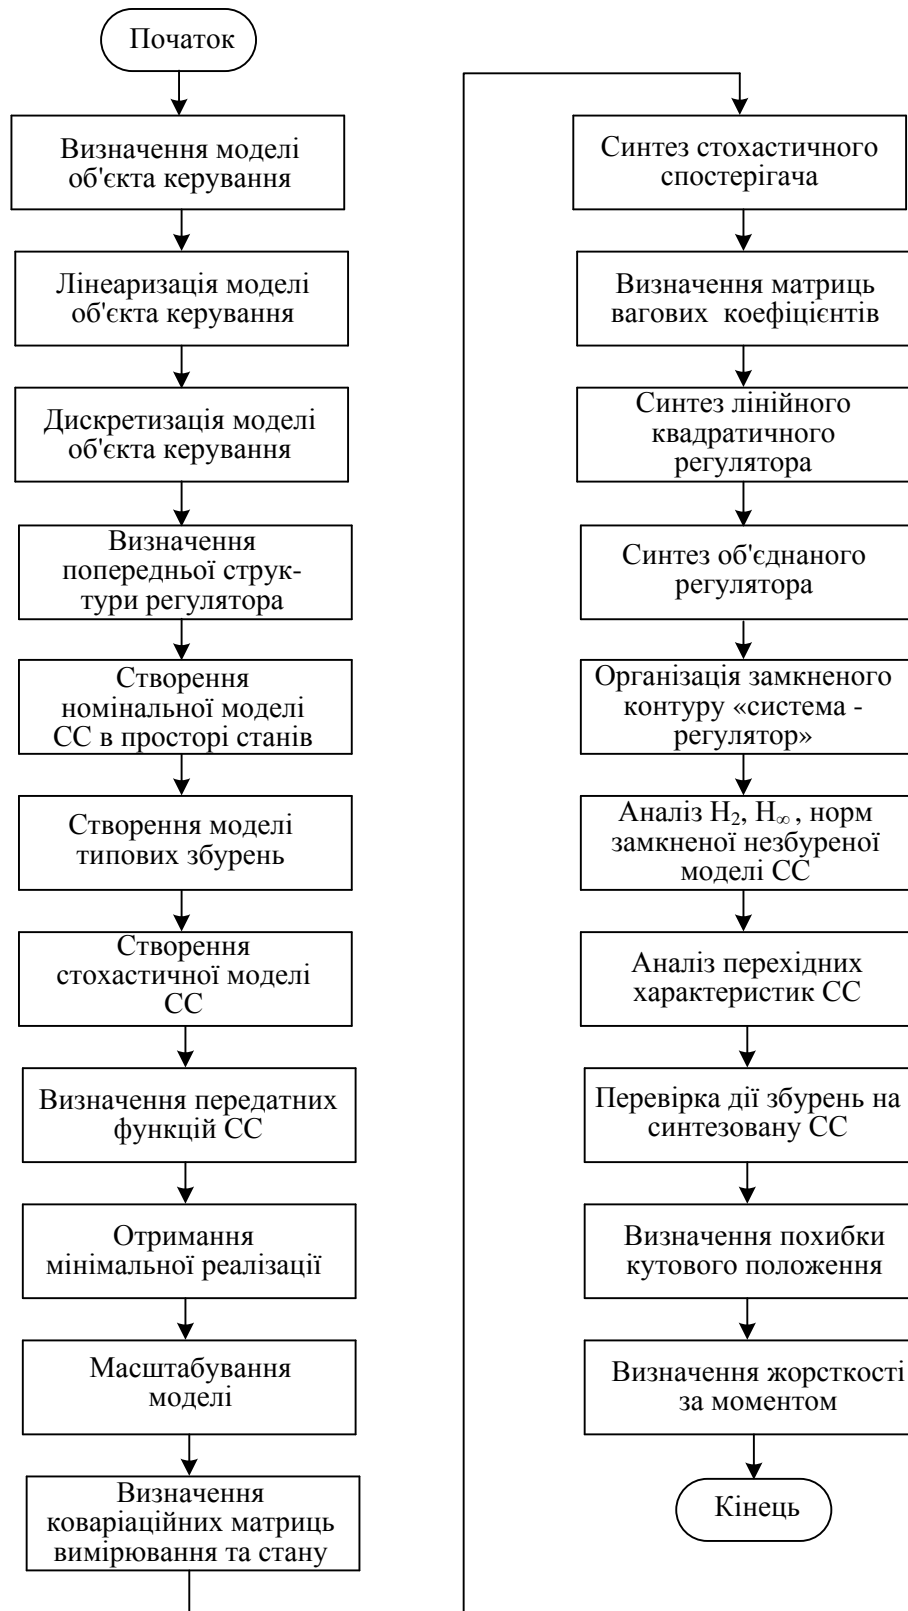 Початок
Визначення моделі
об'єкта керування
Лінеаризація моделі
об'єкта керування
Дискретизація моделі
об'єкта керування
Визначення
попередньої струк-
тури регулятора
Створення
номінальної моделі
СС в просторі станів
Створення моделі
типових збурень
Створення
стохастичної моделі
СС
Визначення передатних
функцій СС
Отримання
мінімальної реалізації
Масштабування
моделі
Визначення
коваріаційних матриць
вимірювання та стану
Синтез стохастичного
спостерігача
Визначення матриць
вагових коефіцієнтів
Синтез лінійного
квадратичного
регулятора
Синтез об'єднаного
регулятора
Організація замкненого
контуру «система -
регулятор»
Аналіз H₂, H∞, норм
замкненої незбуреної
моделі СС
Аналіз перехідних
характеристик СС
Перевірка дії збурень на
синтезовану СС
Визначення похибки
кутового положення
Визначення жорсткості
за моментом
Кінець